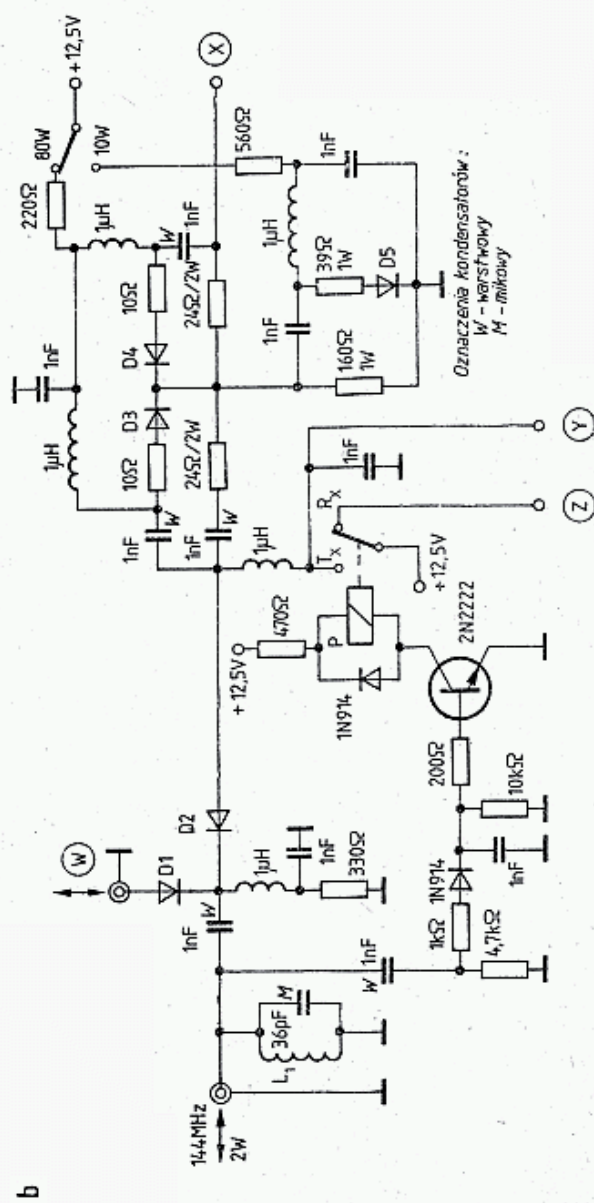 b
144MHz
2W
L1
36pF
M
W
D1
1nF
W
D2
1µH
1nF
330Ω
W
1nF
1kΩ
1N914
4,7kΩ
1nF
10kΩ
200Ω
2N2222
1N914
P
+12,5V
470Ω
Tx
Rx
+12,5V
1µH
1nF
Z
Y
1nF
W
1nF
W
1µH
1nF
10Ω
D3
D4
10Ω
24Ω/2W
24Ω/2W
1µH
W
1nF
220Ω
80W
10W
+12,5V
X
560Ω
1nF
1µH
1nF
39Ω
1W
D5
160Ω
1W
Oznaczenia kondensatorów :
W - warstwowy
M - mikowy